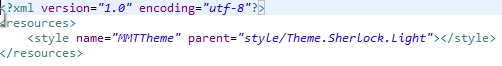 <?xml version="1.0" encoding="utf-8"?>
<resources>
<style name="MMTTheme" parent="style/Theme.Sherlock.Light"></style>
</resources>